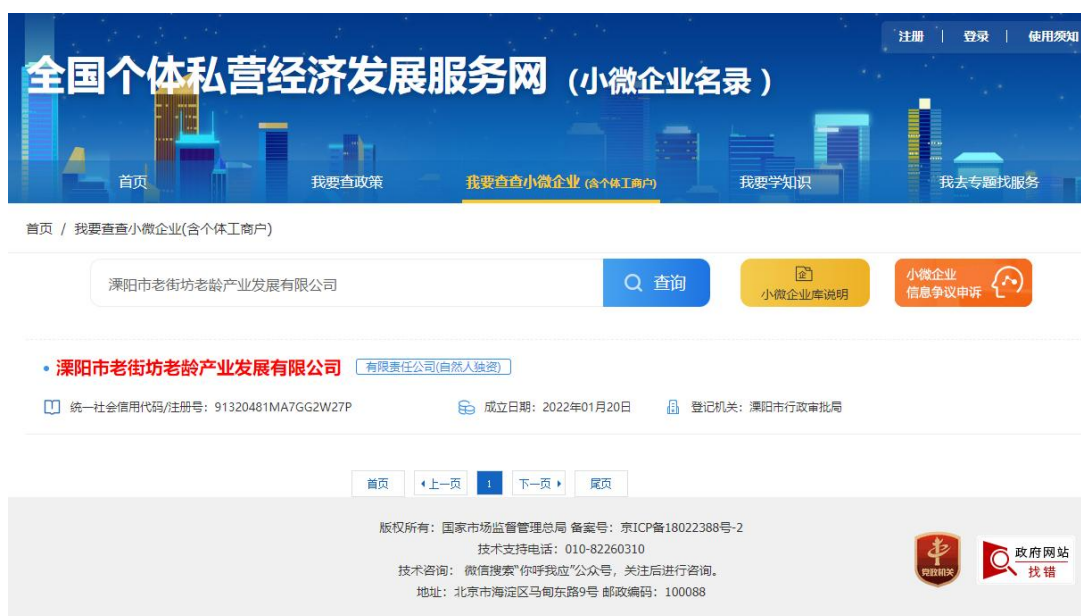 注册 | 登录 | 使用须知
全国个体私营经济发展服务网（小微企业名录）
首页 我要查政策 我要查查小微企业 (含个体工商户) 我要学知识 我去专题找服务
首页 / 我要查查小微企业(含个体工商户)
溧阳市老街坊老龄产业发展有限公司 查询
企
小微企业库说明
小微企业
信息争议申诉
溧阳市老街坊老龄产业发展有限公司 有限责任公司(自然人独资)
统一社会信用代码/注册号：91320481MA7GG2W27P 成立日期：2022年01月20日 登记机关：溧阳市行政审批局
首页 上一页 1 下一页 尾页
版权所有：国家市场监督管理总局 备案号：京ICP备18022388号-2
技术支持电话：010-82260310
技术咨询： 微信搜索“你呼我应”公众号，关注后进行咨询。
地址：北京市海淀区马甸东路9号 邮政编码：100088
党政机关
政府网站
找错